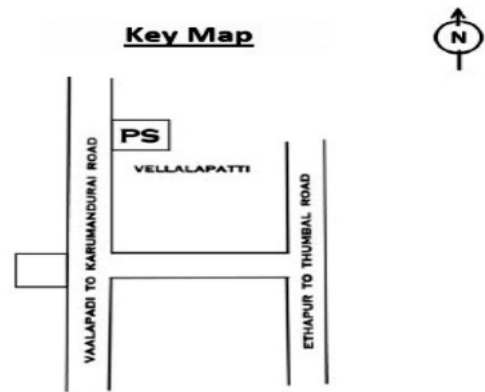 Key Map
N
PS
VELLALAPATTI
VAALAPADI TO KARUMANDURAI ROAD
ETHAPUR TO THUMBAL ROAD